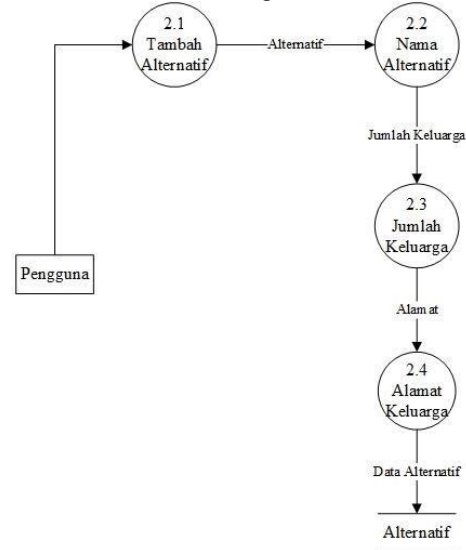 2.1
Tambah
Alternatif
Alternatif
2.2
Nama
Alternatif
Jumlah Keluarga
2.3
Jumlah
Keluarga
Pengguna
Alamat
2.4
Alamat
Keluarga
Data Alternatif
Alternatif